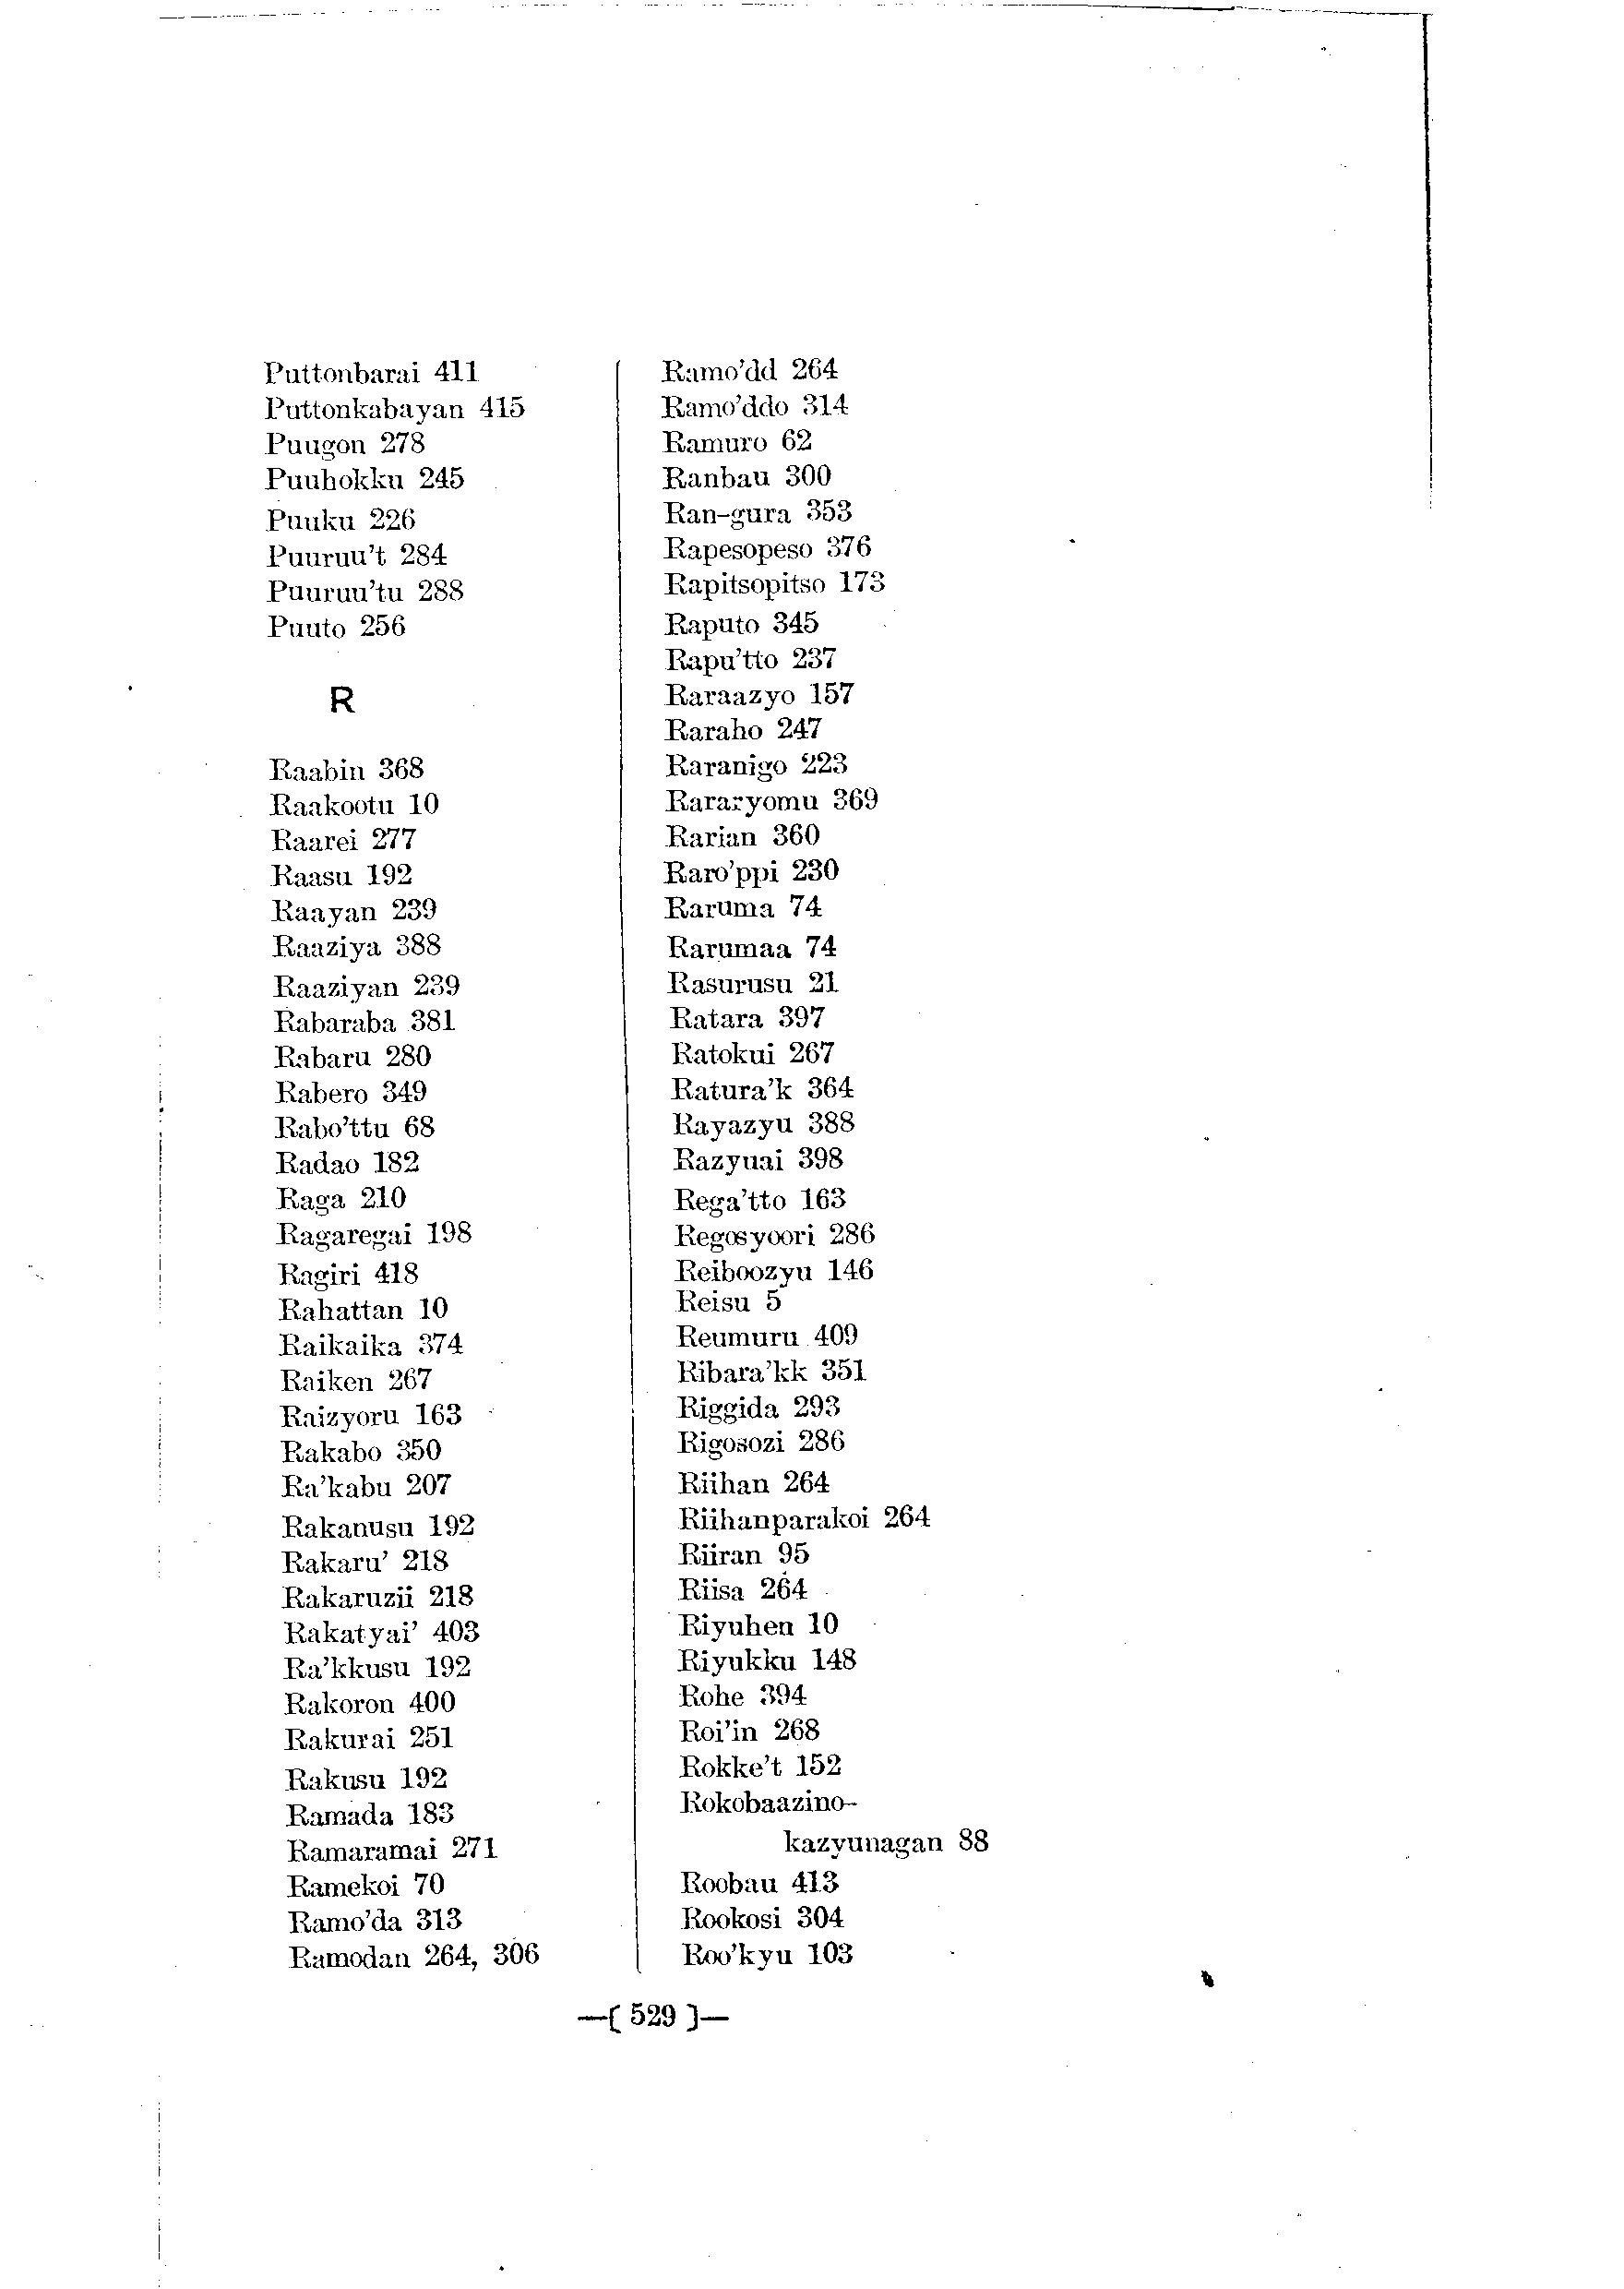 Puttonbarai 411
Puttonkabayan 415
Puugon 278
Puuhokku 245
Puuku 226
Puuruu't 284
Puuruu'tu 288
Puuto 256
R
Raabin 368
Raakootu 10
Raarei 277
Raasu 192
Raayan 239
Raaziya 388
Raaziyan 239
Rabaraba 381
Rabaru 280
Rabero 349
Rabo'ttu 68
Radao 182
Raga 210
Ragaregai 198
Ragiri 418
Rahattan 10
Raikaika 374
Raiken 267
Raizyoru 163
Rakabo 350
Ra'kabu 207
Rakanusu 192
Rakaru' 218
Rakaruzii 218
Rakatyai' 403
Ra'kkusu 192
Rakoron 400
Rakurai 251
Rakusu 192
Ramada 183
Ramaramai 271
Ramekoi 70
Ramo'da 313
Ramodan 264, 306
Ramo'dd 264
Ramo'ddo 314
Ramuro 62
Ranbau 300
Ran-gura 353
Rapesopeso 376
Rapitsopitso 173
Raputo 345
Rapu'tto 237
Raraazyo 157
Raraho 247
Raranigo 223
Rararyomu 369
Rarian 360
Raro'ppi 230
Raruma 74
Rarumaa 74
Rasurusu 21
Ratara 397
Ratokui 267
Ratura'k 364
Rayazyu 388
Razyuai 398
Rega'tto 163
Regosyoori 286
Reiboozyu 146
Reisu 5
Reumuru 409
Ribara'kk 351
Riggida 293
Rigosozi 286
Riihan 264
Riihanparakoi 264
Riiran 95
Riisa 264
Riyuhen 10
Riyukku 148
Rohe 394
Roi'in 268
Rokke't 152
Rokobaazino-
kazyunagan 88
Roobau 413
Rookosi 304
Roo'kyu 103
—[ 529 ]—